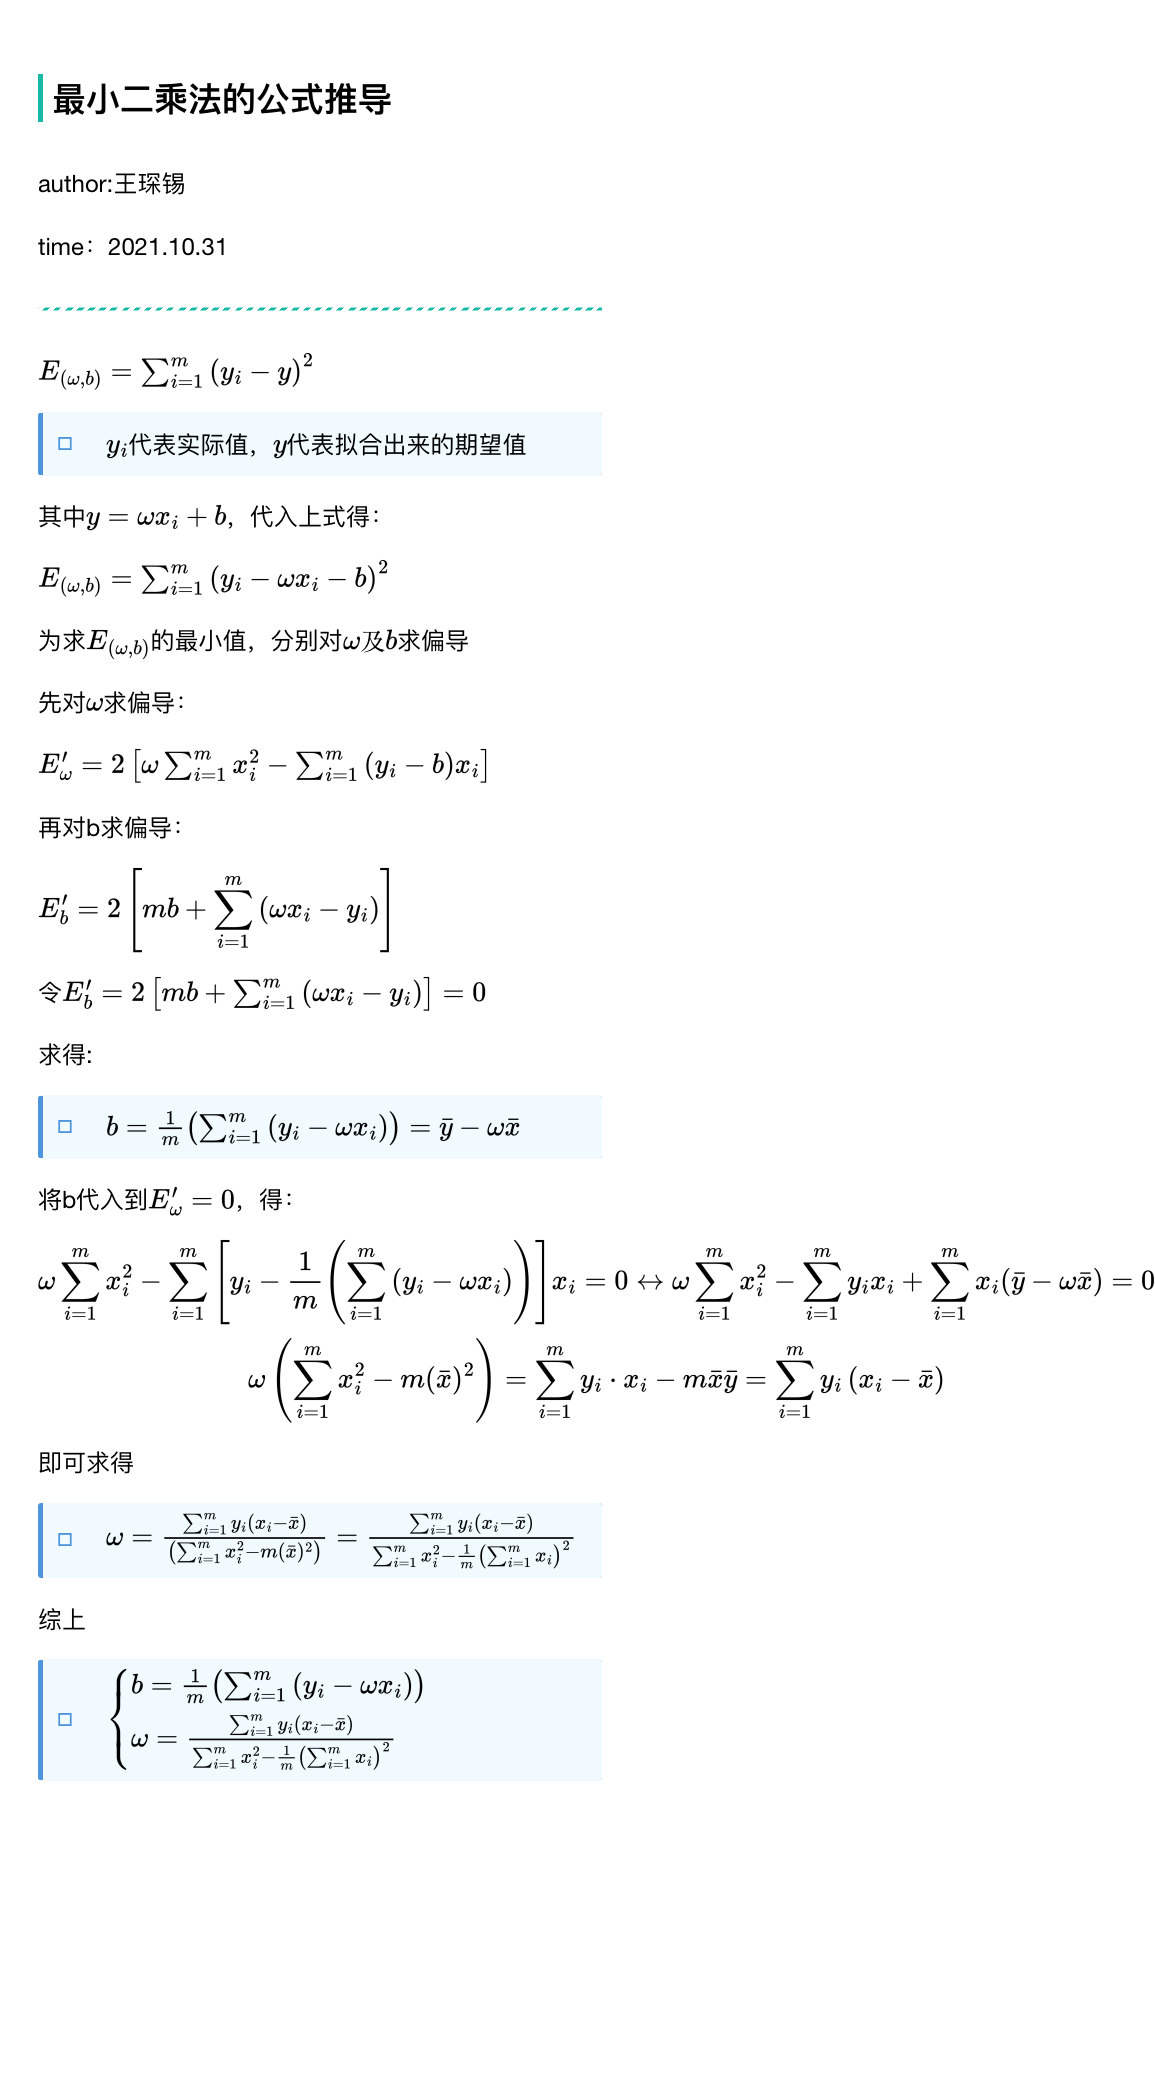 最小二乘法的公式推导
author:王琛锡
time：2021.10.31
$E_{(\omega,b)} = \sum_{i=1}^{m} (y_i - y)^2$
$y_i$代表实际值，$y$代表拟合出来的期望值
其中$y = \omega x_i + b$，代入上式得：
$E_{(\omega,b)} = \sum_{i=1}^{m} (y_i - \omega x_i - b)^2$
为求$E_{(\omega,b)}$的最小值，分别对$\omega$及$b$求偏导
先对$\omega$求偏导：
$E'_{\omega} = 2\left[\omega \sum_{i=1}^{m} x_i^2 - \sum_{i=1}^{m} (y_i - b)x_i\right]$
再对b求偏导：
$E'_b = 2\left[mb + \sum_{i=1}^{m} (\omega x_i - y_i)\right]$
令$E'_b = 2\left[mb + \sum_{i=1}^{m} (\omega x_i - y_i)\right] = 0$
求得:
$b = \frac{1}{m}\left(\sum_{i=1}^{m} (y_i - \omega x_i)\right) = \bar{y} - \omega\bar{x}$
将b代入到$E'_{\omega} = 0$，得：
$\omega \sum_{i=1}^{m} x_i^2 - \sum_{i=1}^{m} \left[y_i - \frac{1}{m}\left(\sum_{i=1}^{m} (y_i - \omega x_i)\right)\right] x_i = 0 \leftrightarrow \omega \sum_{i=1}^{m} x_i^2 - \sum_{i=1}^{m} y_i x_i + \sum_{i=1}^{m} x_i(\bar{y} - \omega\bar{x}) = 0$
$\omega \left(\sum_{i=1}^{m} x_i^2 - m(\bar{x})^2\right) = \sum_{i=1}^{m} y_i \cdot x_i - m\bar{x}\bar{y} = \sum_{i=1}^{m} y_i (x_i - \bar{x})$
即可求得
$\omega = \frac{\sum_{i=1}^{m} y_i(x_i - \bar{x})}{\left(\sum_{i=1}^{m} x_i^2 - m(\bar{x})^2\right)} = \frac{\sum_{i=1}^{m} y_i(x_i - \bar{x})}{\sum_{i=1}^{m} x_i^2 - \frac{1}{m}\left(\sum_{i=1}^{m} x_i\right)^2}$
综上
$\begin{cases} b = \frac{1}{m}\left(\sum_{i=1}^{m} (y_i - \omega x_i)\right) \\ \omega = \frac{\sum_{i=1}^{m} y_i(x_i - \bar{x})}{\sum_{i=1}^{m} x_i^2 - \frac{1}{m}\left(\sum_{i=1}^{m} x_i\right)^2} \end{cases}$